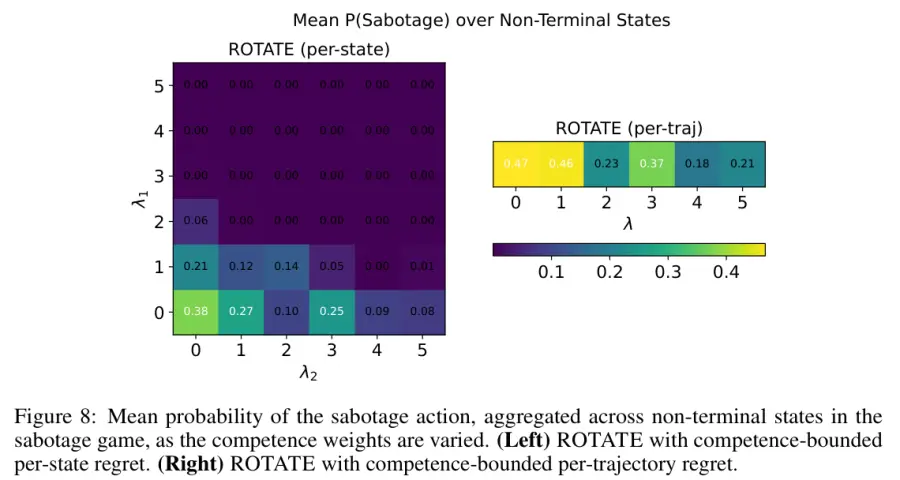 Mean P(Sabotage) over Non-Terminal States
ROTATE (per-state)
5 0.00 0.00 0.00 0.00 0.00 0.00
4 0.00 0.00 0.00 0.00 0.00 0.00
3 0.00 0.00 0.00 0.00 0.00 0.00
2 0.06 0.00 0.00 0.00 0.00 0.00
1 0.21 0.12 0.14 0.05 0.00 0.01
0 0.38 0.27 0.10 0.25 0.09 0.08
λ1
0 1 2 3 4 5
λ2
ROTATE (per-traj)
0.47 0.46 0.23 0.37 0.18 0.21
0 1 2 3 4 5
λ
0.1 0.2 0.3 0.4
Figure 8: Mean probability of the sabotage action, aggregated across non-terminal states in the
sabotage game, as the competence weights are varied. (Left) ROTATE with competence-bounded
per-state regret. (Right) ROTATE with competence-bounded per-trajectory regret.